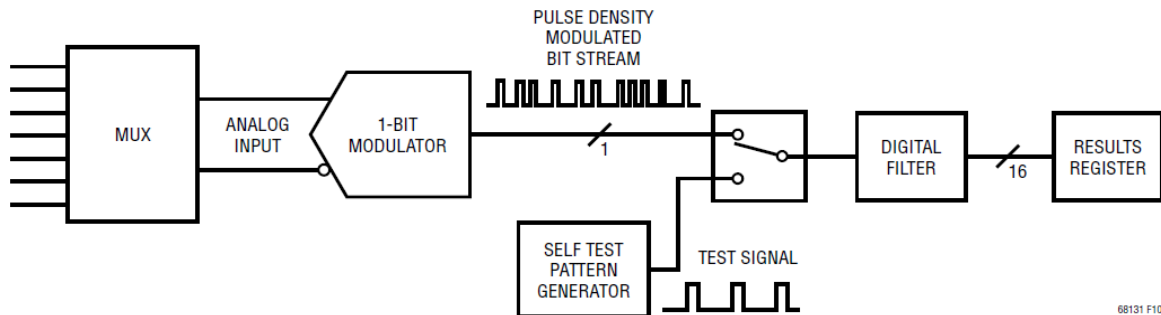 PULSE DENSITY
MODULATED
BIT STREAM
MUX
ANALOG
INPUT
1-BIT
MODULATOR
1
DIGITAL
FILTER
16
RESULTS
REGISTER
SELF TEST
PATTERN
GENERATOR
TEST SIGNAL
68131 F10